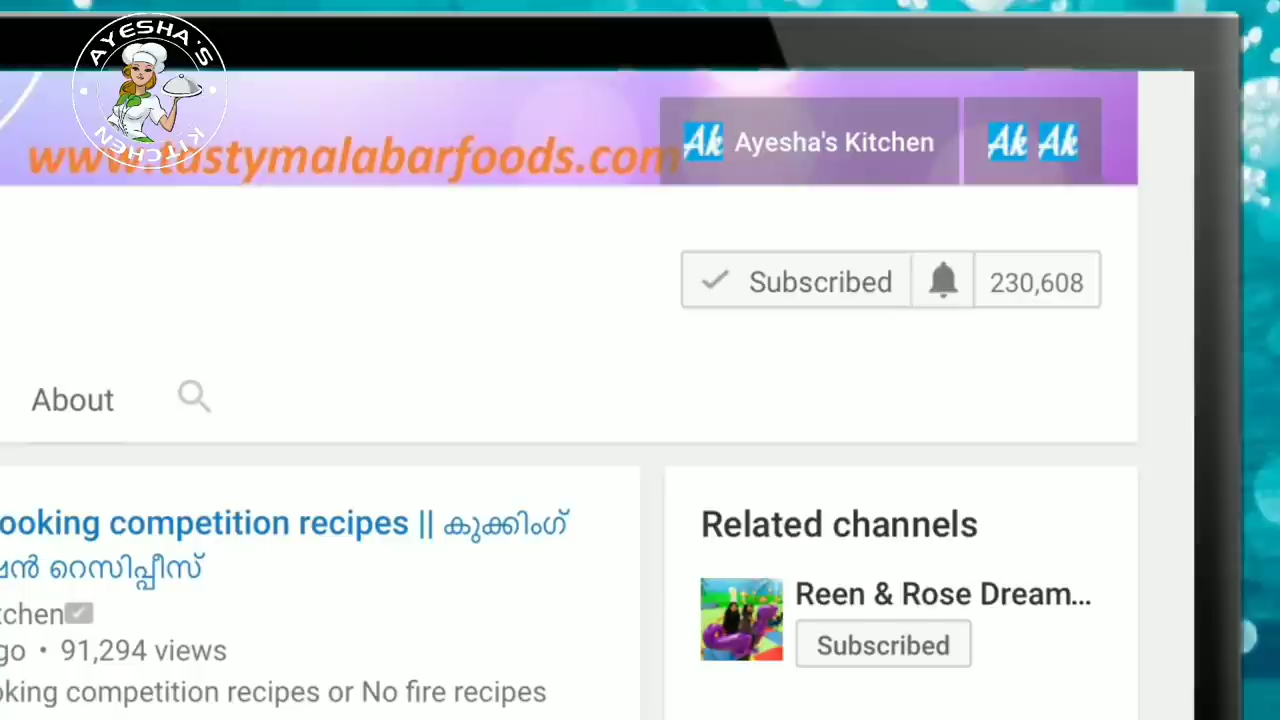 AYESHA'S
KITCHEN
www.tastymalabarfoods.com
Ak Ayesha's Kitchen
Ak Ak
Subscribed
230,608
About
ooking competition recipes || കുക്കിംഗ്
ഷൻ റെസിപ്പീസ്
tchen
go • 91,294 views
oking competition recipes or No fire recipes
Related channels
Reen & Rose Dream...
Subscribed